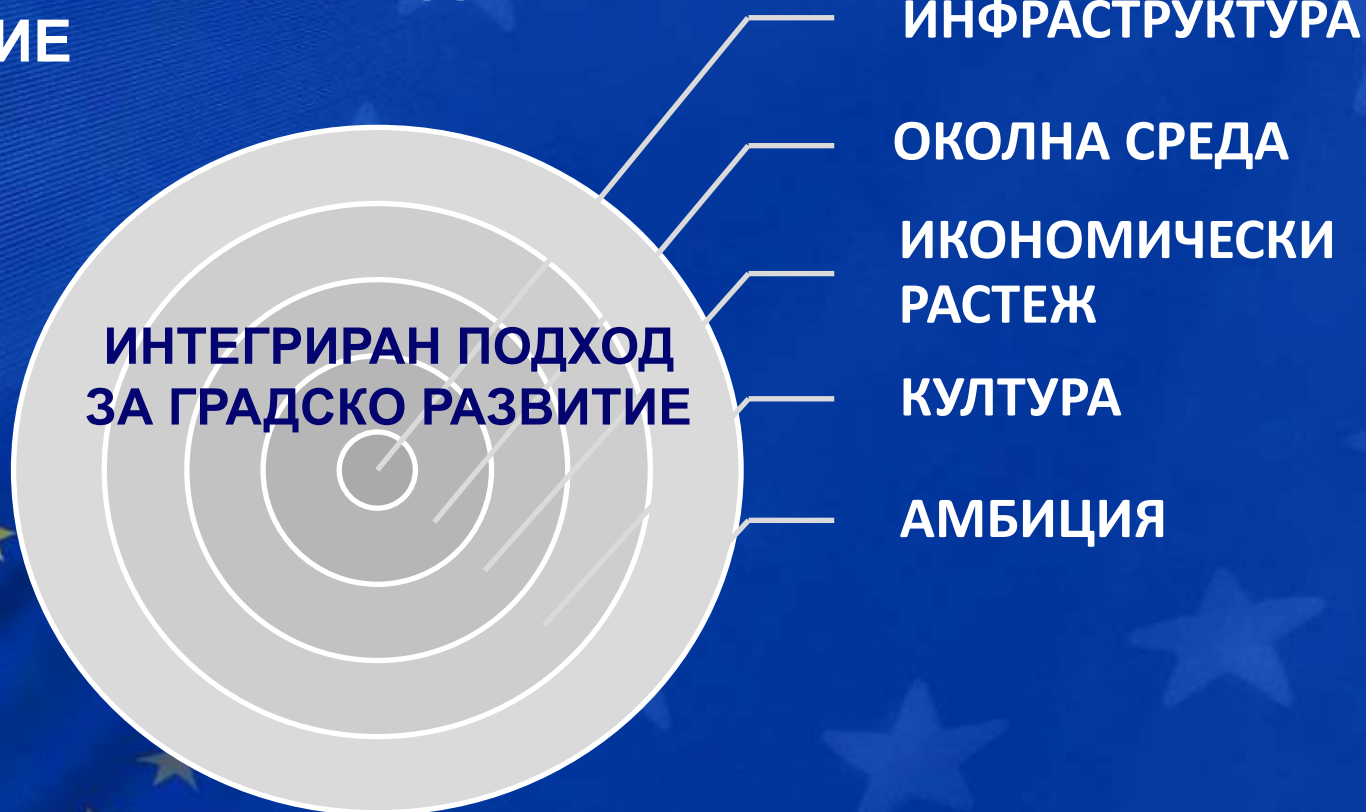 ИЕ
ИНФРАСТРУКТУРА
ОКОЛНА СРЕДА
ИКОНОМИЧЕСКИ
РАСТЕЖ
ИНТЕГРИРАН ПОДХОД
ЗА ГРАДСКО РАЗВИТИЕ
КУЛТУРА
АМБИЦИЯ